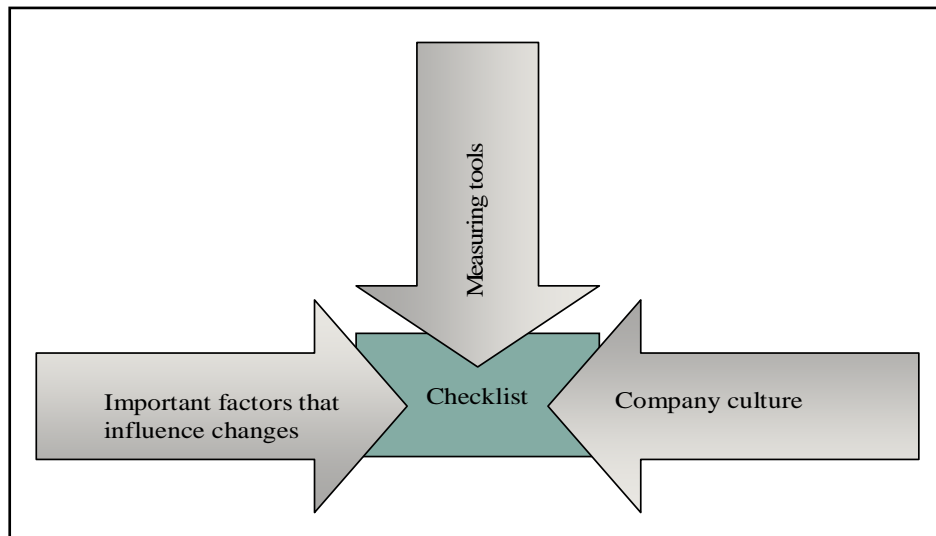 Measuring tools
Important factors that
influence changes
Checklist
Company culture